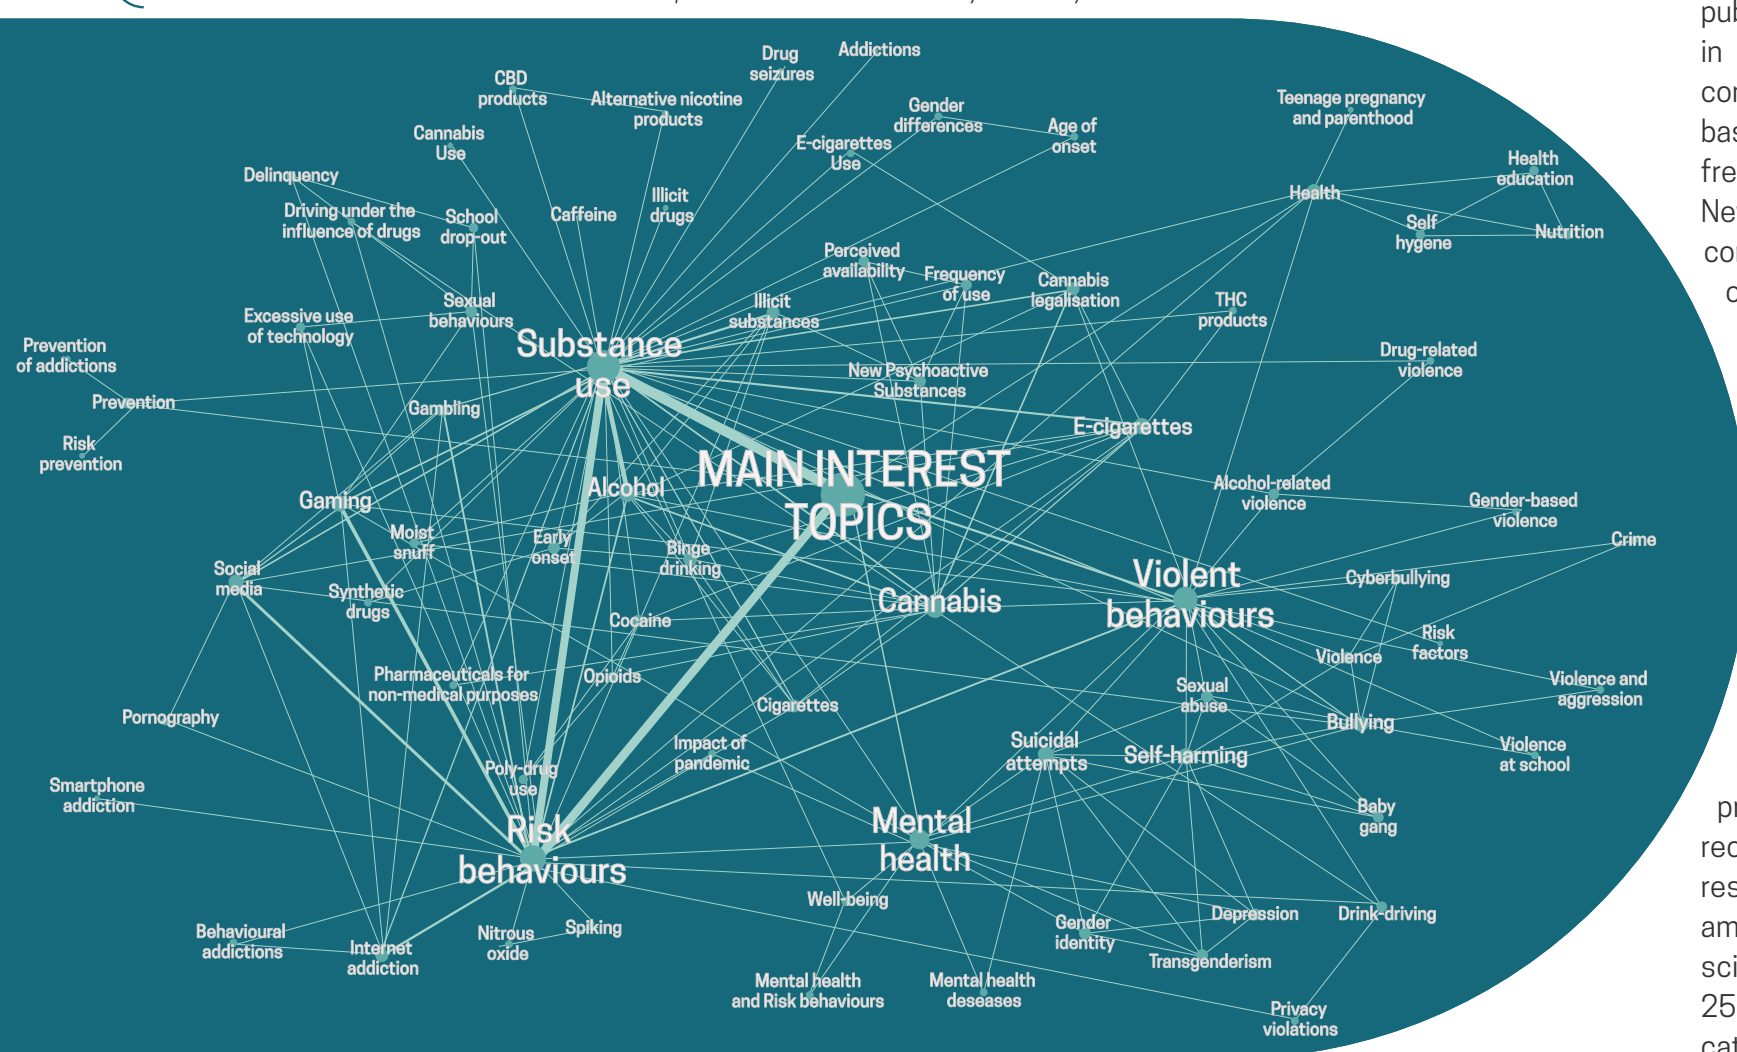 Drug
seizures
Addictions
CBD
products
Alternative nicotine
products
Gender
differences
Age of
onset
Teenage pregnancy
and parenthood
Cannabis
Use
E-cigarettes
Use
Health
education
Delinquency
Health
Driving under the
influence of drugs
School
drop-out
Caffeine
Illicit
drugs
Self
hygene
Nutrition
Perceived
availability
Frequency
of use
Cannabis
legalisation
THC
products
Excessive use
of technology
Sexual
behaviours
Illicit
substances
Prevention
of addictions
Substance
use
New Psychoactive
Substances
Drug-related
violence
Prevention
Gambling
E-cigarettes
Risk
prevention
MAIN INTEREST
TOPICS
Gaming
Alcohol
Alcohol-related
violence
Gender-based
violence
Moist
snuff
Early
onset
Binge
drinking
Crime
Social
media
Synthetic
drugs
Cannabis
Violent
behaviours
Cyberbullying
Cocaine
Risk
factors
Violence
Pharmaceuticals for
non-medical purposes
Opioids
Cigarettes
Sexual
abuse
Violence and
aggression
Pornography
Bullying
Impact of
pandemic
Suicidal
attempts
Self-harming
Violence
at school
Poly-drug
use
Smartphone
addiction
Baby
gang
Risk
behaviours
Mental
health
Well-being
Gender
identity
Depression
Drink-driving
Behavioural
addictions
Internet
addiction
Nitrous
oxide
Spiking
Transgenderism
Mental health
and Risk behaviours
Mental health
deseases
Privacy
violations
in
25